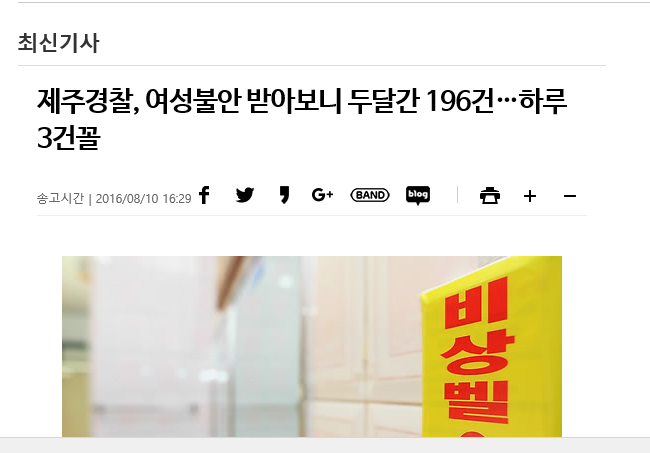 최신기사
제주경찰, 여성불안 받아보니 두달간 196건…하루
3건꼴
송고시간 | 2016/08/10 16:29
G+
BAND
blog
비상벨